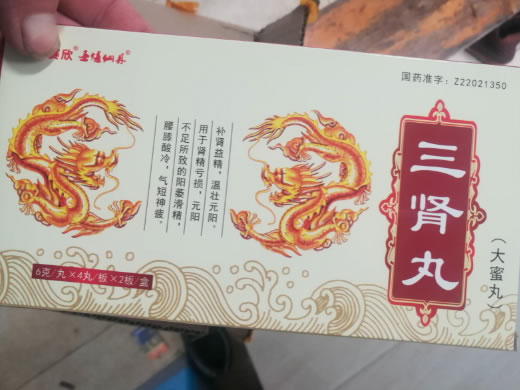 欣®
国药准字：Z22021350
三肾丸
（大蜜丸）
补肾益精，温壮元阳。
用于肾精亏损，元阳
不足所致的阳萎滑精，
腰膝酸冷，气短神疲。
6克/丸×4丸/板×2板/盒